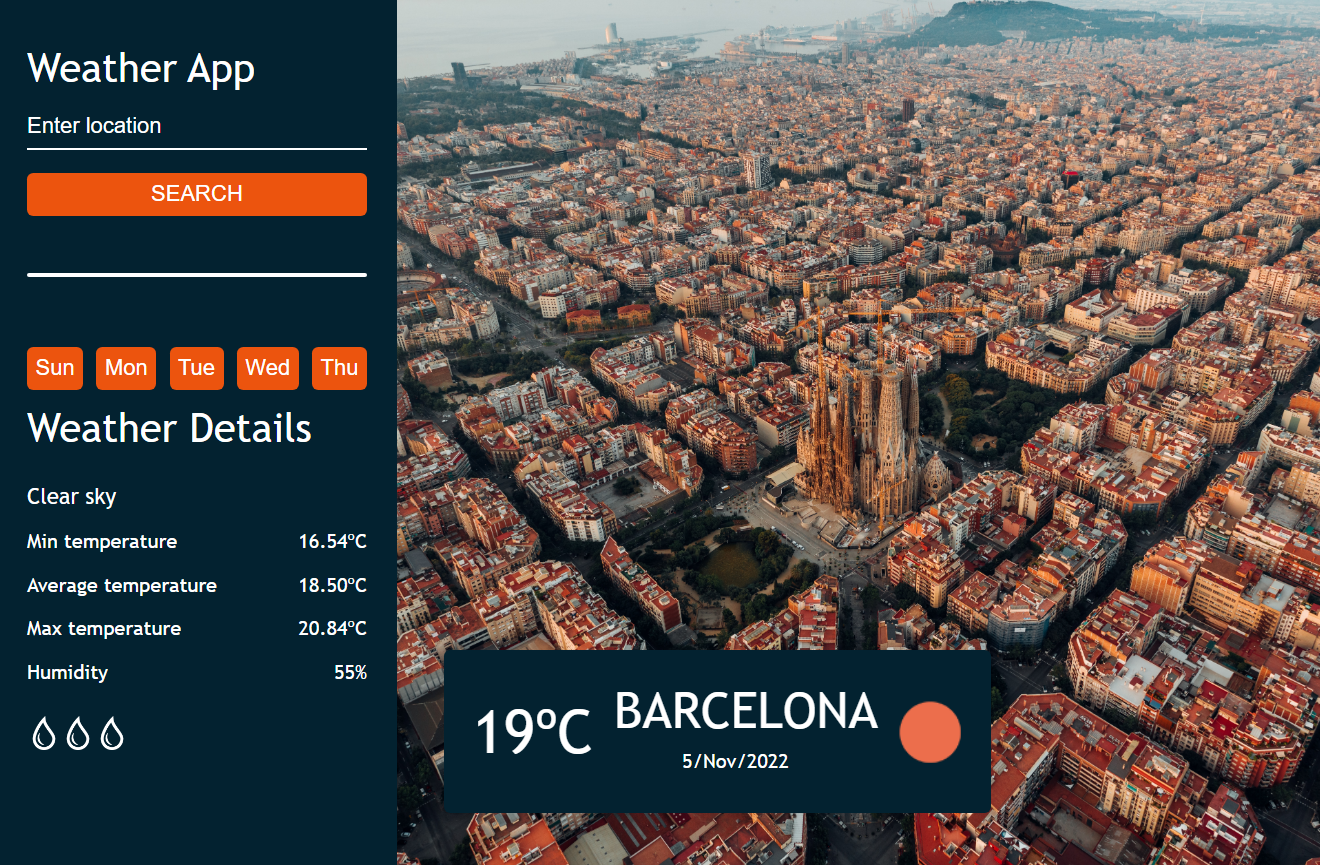 Weather App
Enter location
SEARCH
Sun Mon Tue Wed Thu
Weather Details
Clear sky
Min temperature 16.54ºC
Average temperature 18.50ºC
Max temperature 20.84ºC
Humidity 55%
19ºC BARCELONA
5/Nov/2022